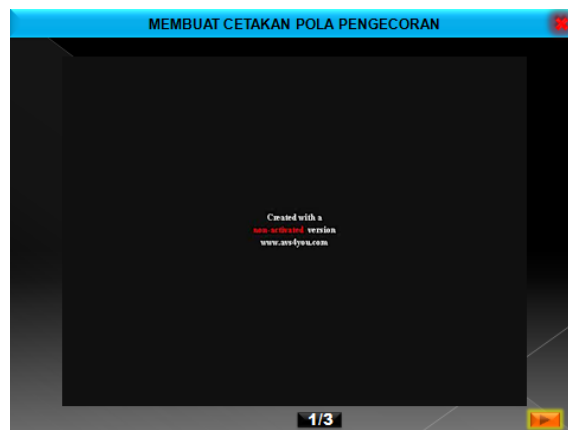 MEMBUAT CETAKAN POLA PENGECORAN
Created with a
non-activated version
www.avs4you.com
1/3